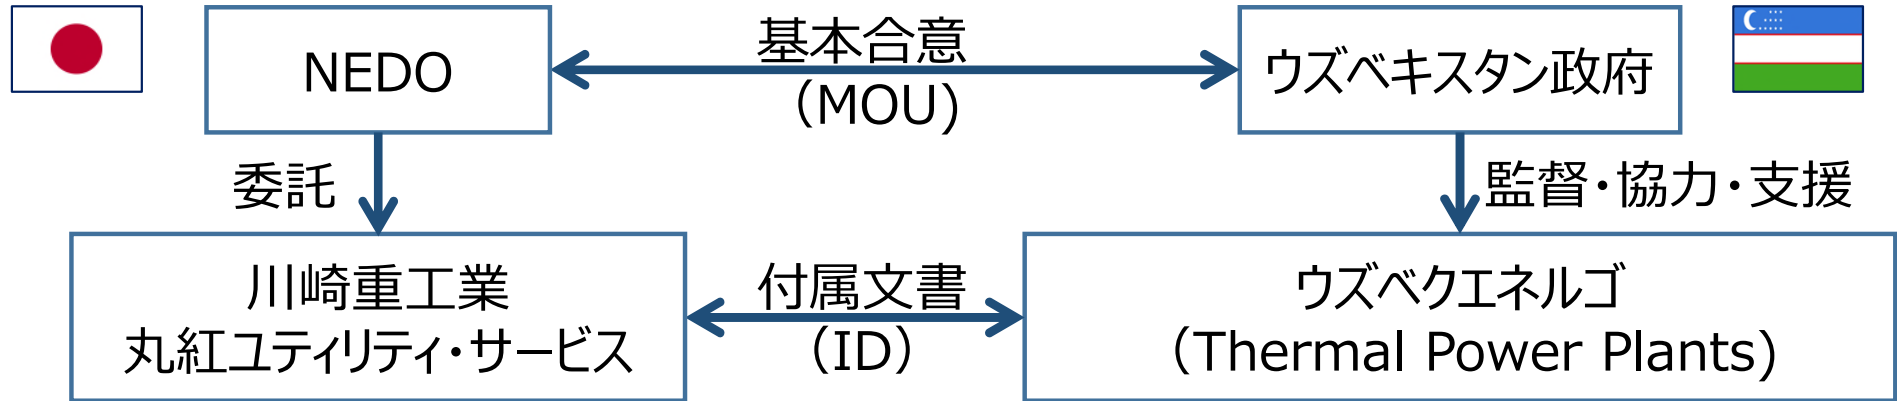 NEDO
基本合意
（MOU)
ウズベキスタン政府
委託
監督・協力・支援
川崎重工業
丸紅ユティリティ・サービス
付属文書
（ID）
ウズベクエネルゴ
（Thermal Power Plants)